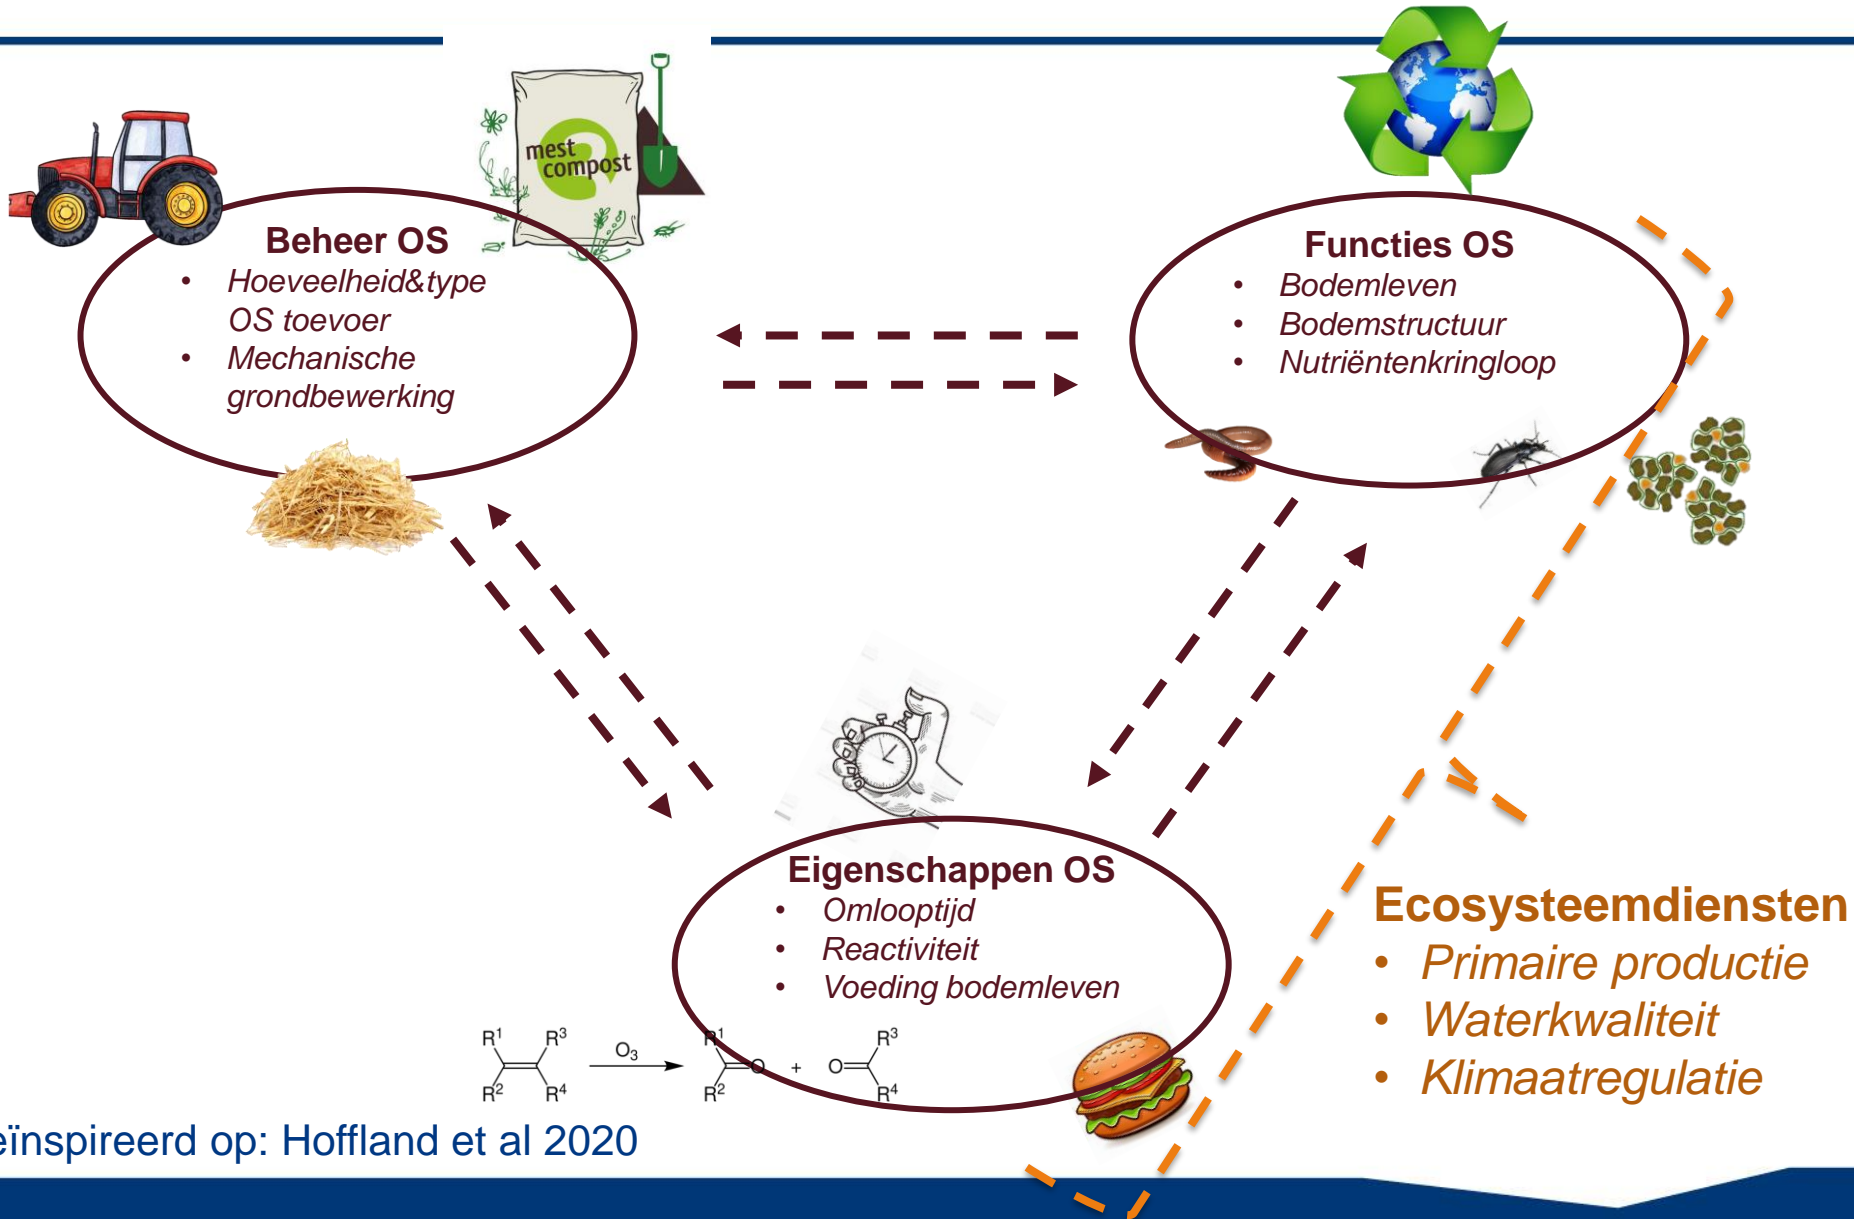 mest
compost
Beheer OS
• Hoeveelheid&type
OS toevoer
• Mechanische
grondbewerking
Functies OS
• Bodemleven
• Bodemstructuur
• Nutriëntenkringloop
Eigenschappen OS
• Omlooptijd
• Reactiviteit
• Voeding bodemleven
Ecosysteemdiensten
• Primaire productie
• Waterkwaliteit
• Klimaatregulatie
R¹ R³ O₃ R¹ R³
O + O
R² R⁴ R² R⁴
eïnspireerd op: Hoffland et al 2020